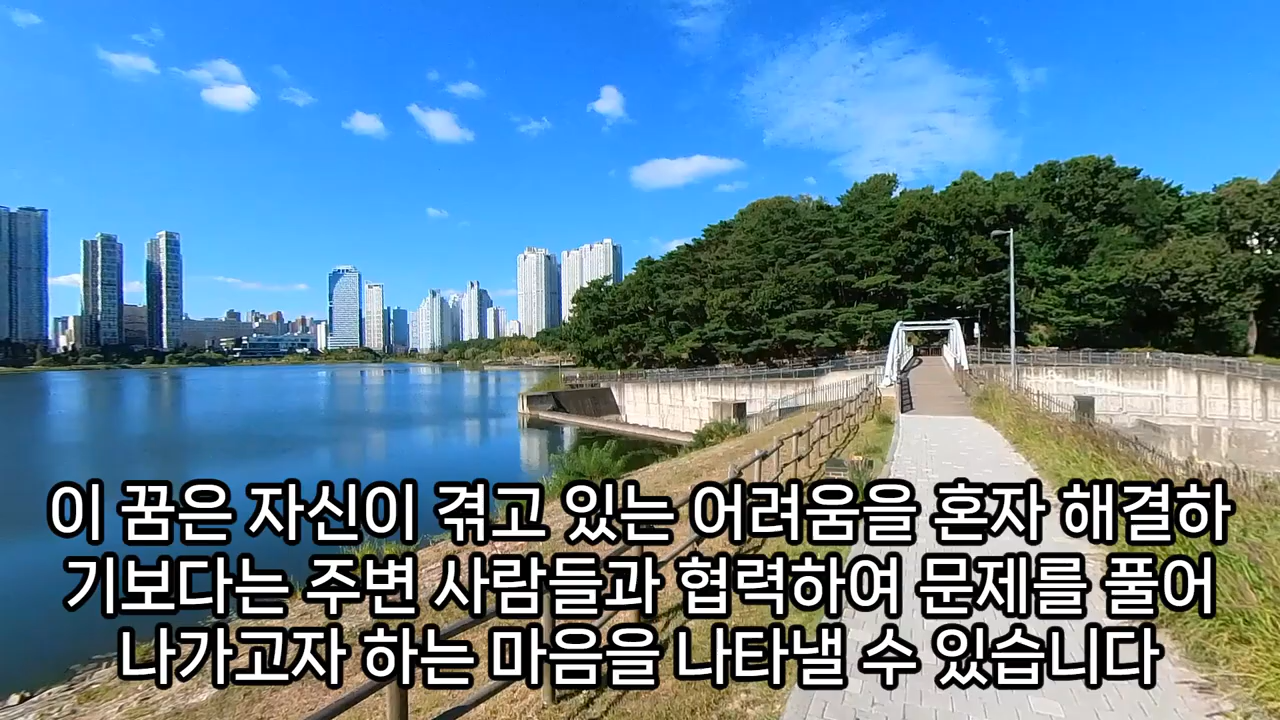 이 꿈은 자신이 겪고 있는 어려움을 혼자 해결하
기보다는 주변 사람들과 협력하여 문제를 풀어
나가고자 하는 마음을 나타낼 수 있습니다